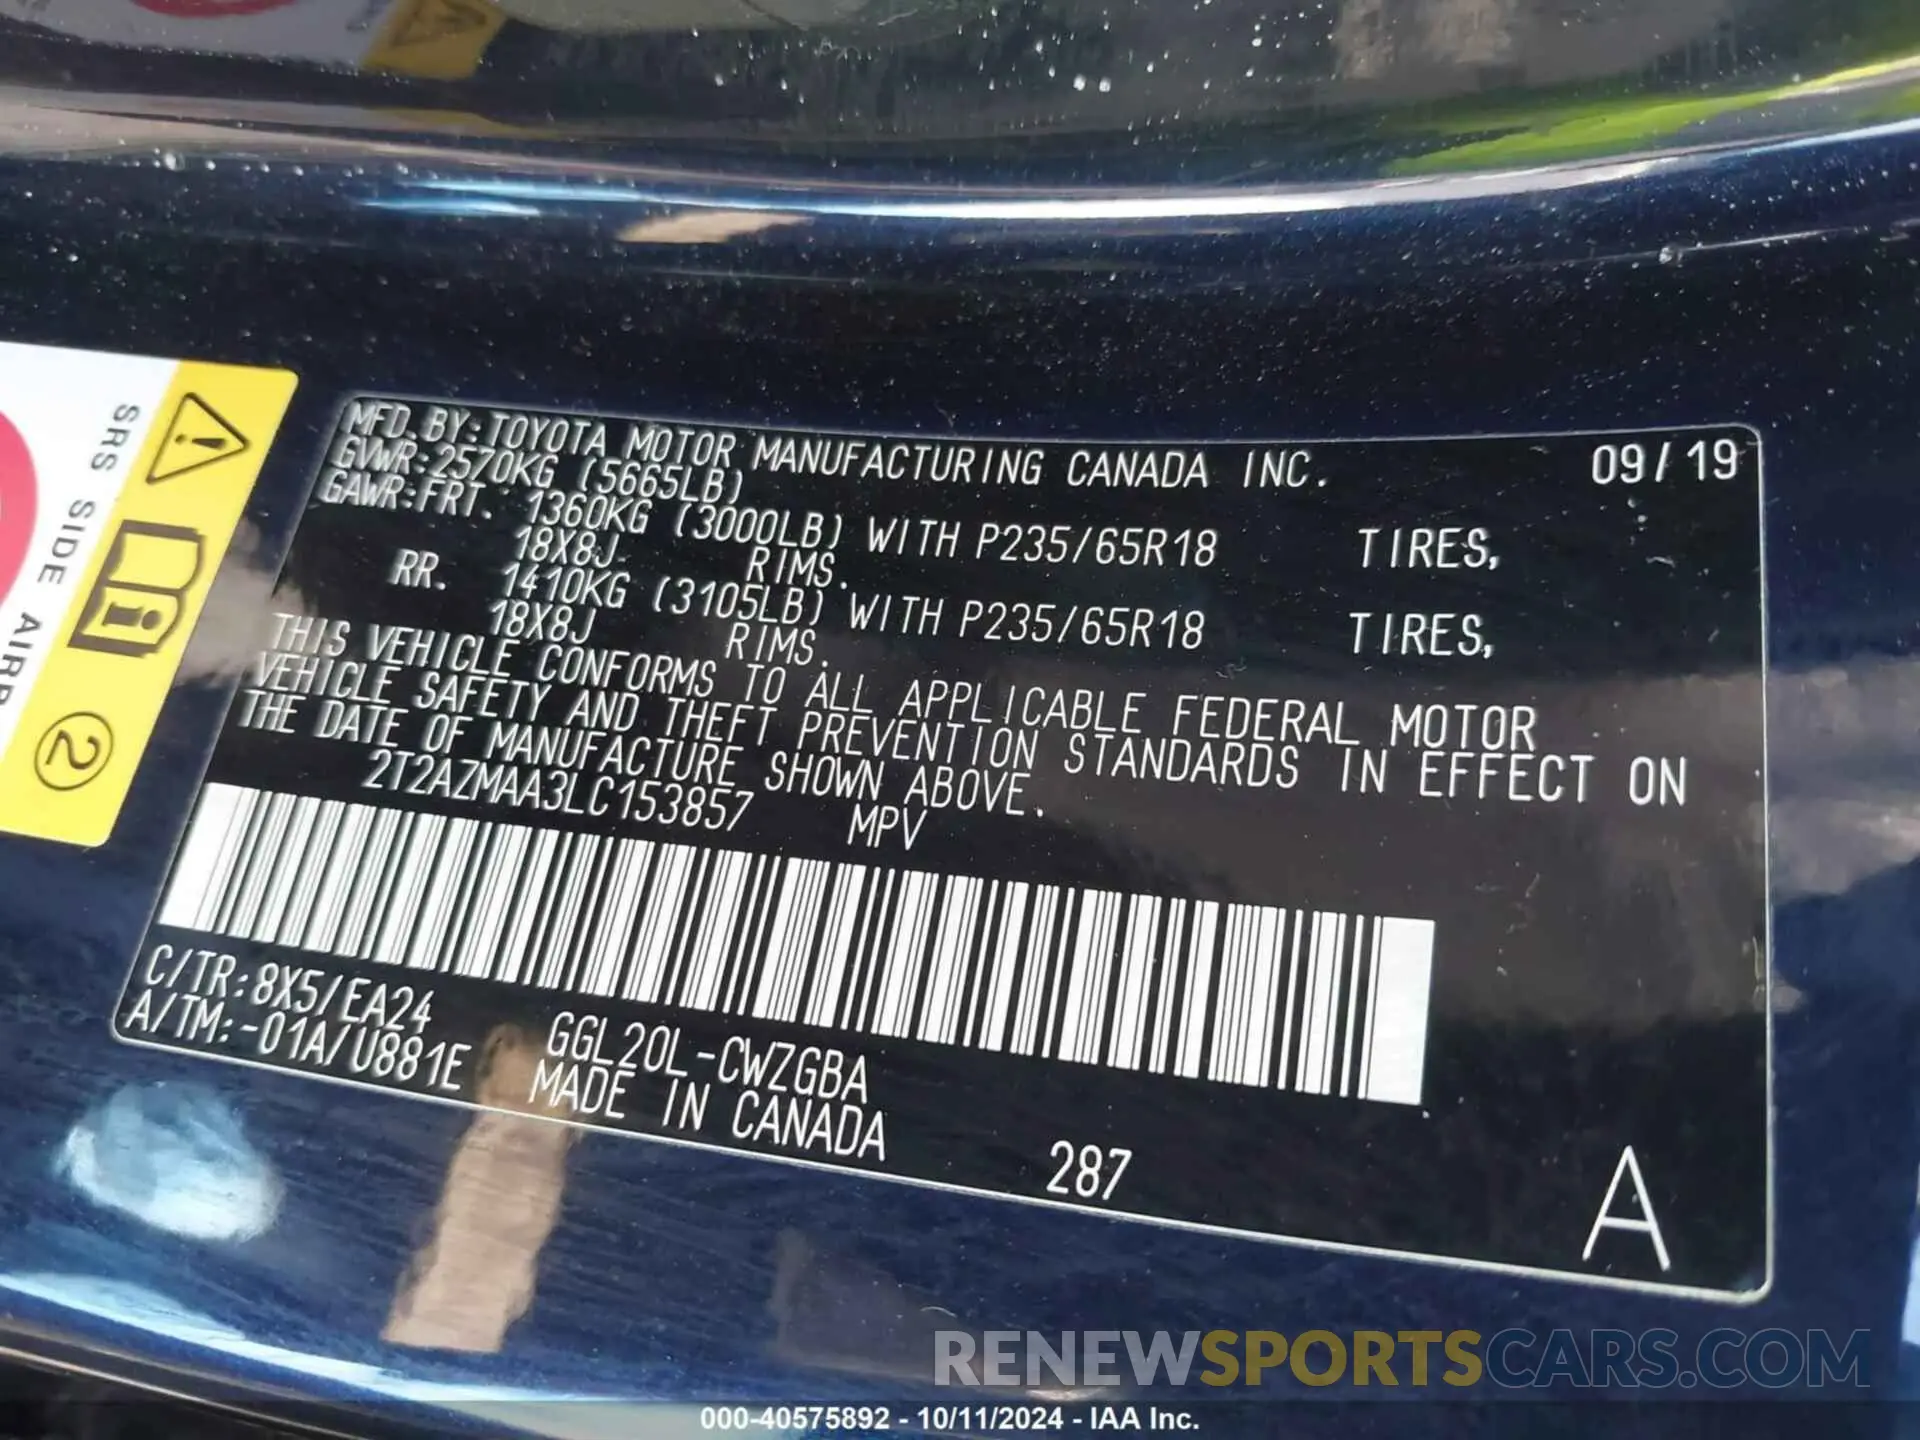 MFD. BY: TOYOTA MOTOR MANUFACTURING CANADA INC. 09/19
GVWR: 2570KG (5665LB)
GAWR: FRT. 1360KG (3000LB) WITH P235/65R18 TIRES,
18X8J RIMS.
RR. 1410KG (3105LB) WITH P235/65R18 TIRES,
18X8J RIMS.
THIS VEHICLE CONFORMS TO ALL APPLICABLE FEDERAL MOTOR
VEHICLE SAFETY AND THEFT PREVENTION STANDARDS IN EFFECT ON
THE DATE OF MANUFACTURE SHOWN ABOVE.
2T2AZMAA3LC153857 MPV
C/TR: 8X5/EA24
A/TM: -01A/U881E
GGL20L-CWZGBA
MADE IN CANADA
287
A
SRS SIDE AIRB
2
RENEWSPORTSCARS.COM
000-40575892 - 10/11/2024 - IAA Inc.